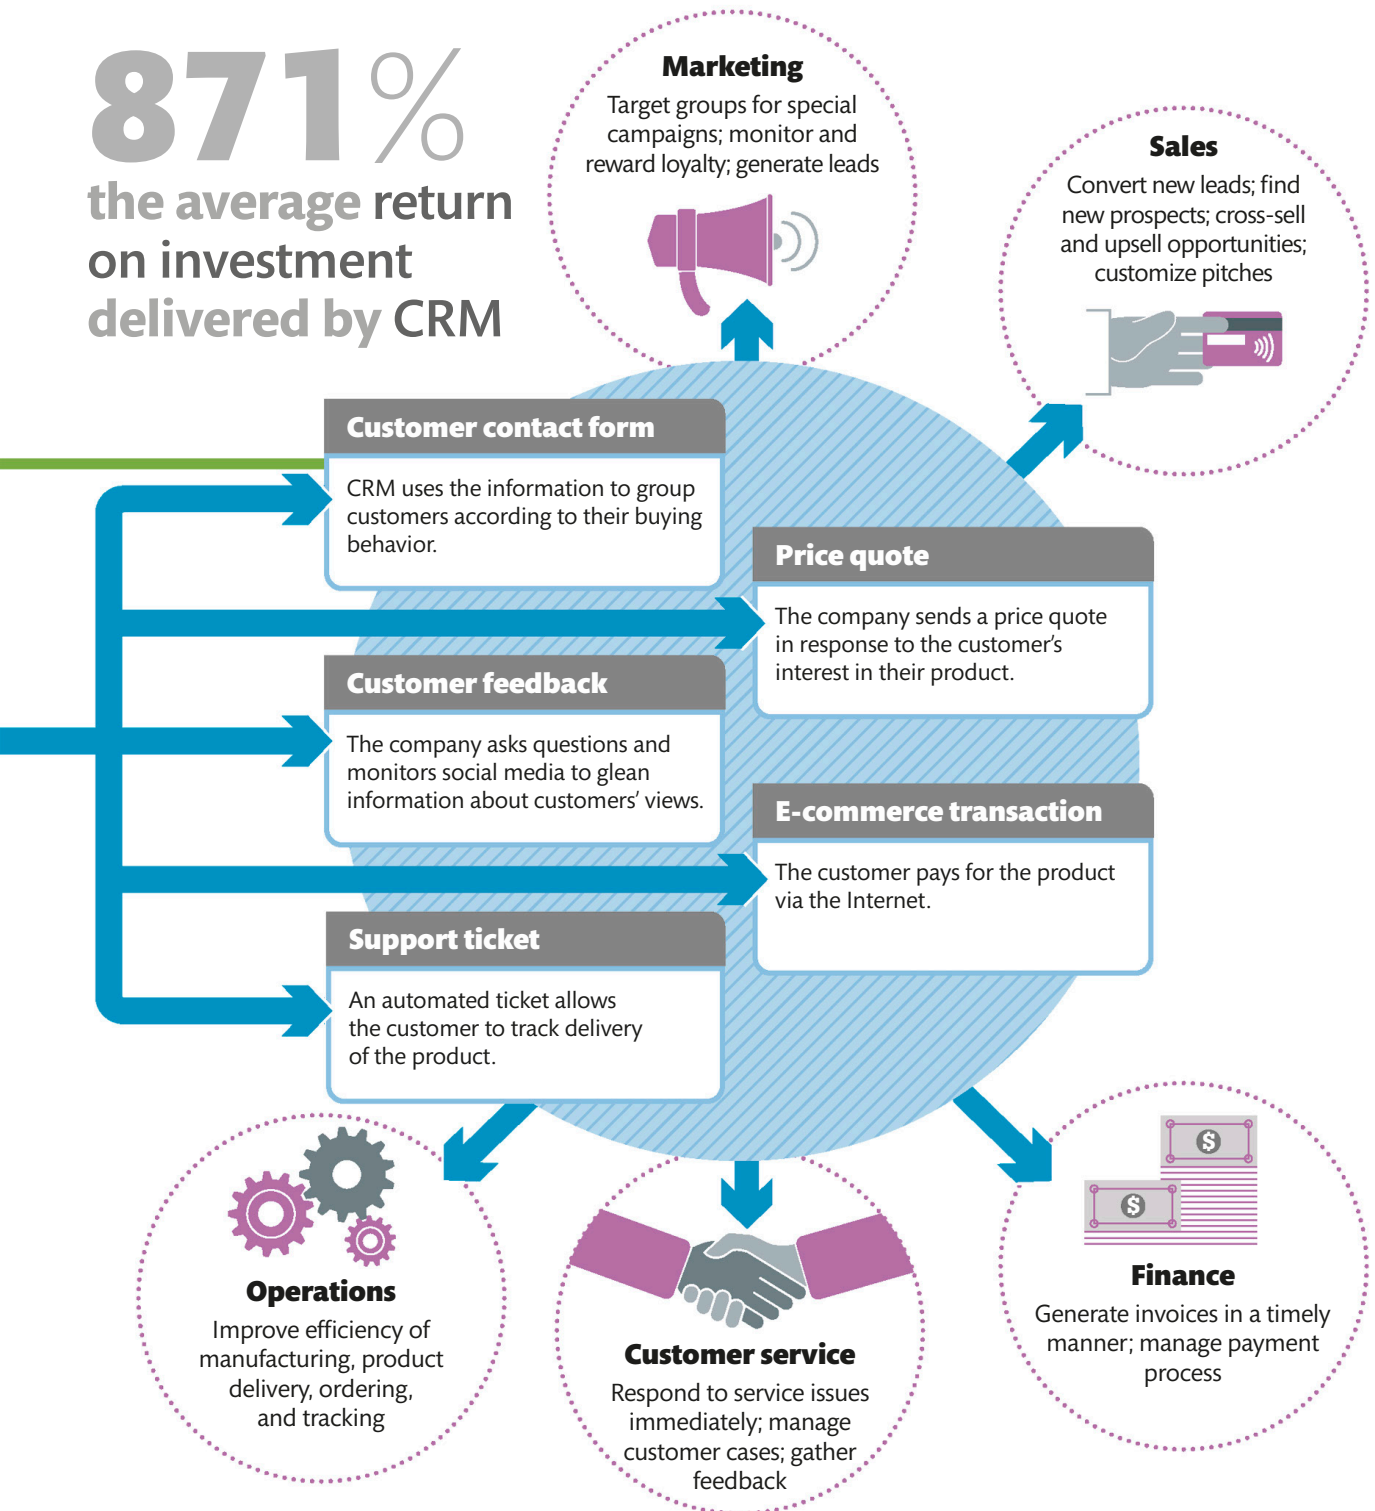 871%
the average return
on investment
delivered by CRM
Marketing
Target groups for special
campaigns; monitor and
reward loyalty; generate leads
Sales
Convert new leads; find
new prospects; cross-sell
and upsell opportunities;
customize pitches
Customer contact form
CRM uses the information to group
customers according to their buying
behavior.
Price quote
The company sends a price quote
in response to the customer’s
interest in their product.
Customer feedback
The company asks questions and
monitors social media to glean
information about customers’ views.
E-commerce transaction
The customer pays for the product
via the Internet.
Support ticket
An automated ticket allows
the customer to track delivery
of the product.
Operations
Improve efficiency of
manufacturing, product
delivery, ordering,
and tracking
Customer service
Respond to service issues
immediately; manage
customer cases; gather
feedback
$
$
Finance
Generate invoices in a timely
manner; manage payment
process